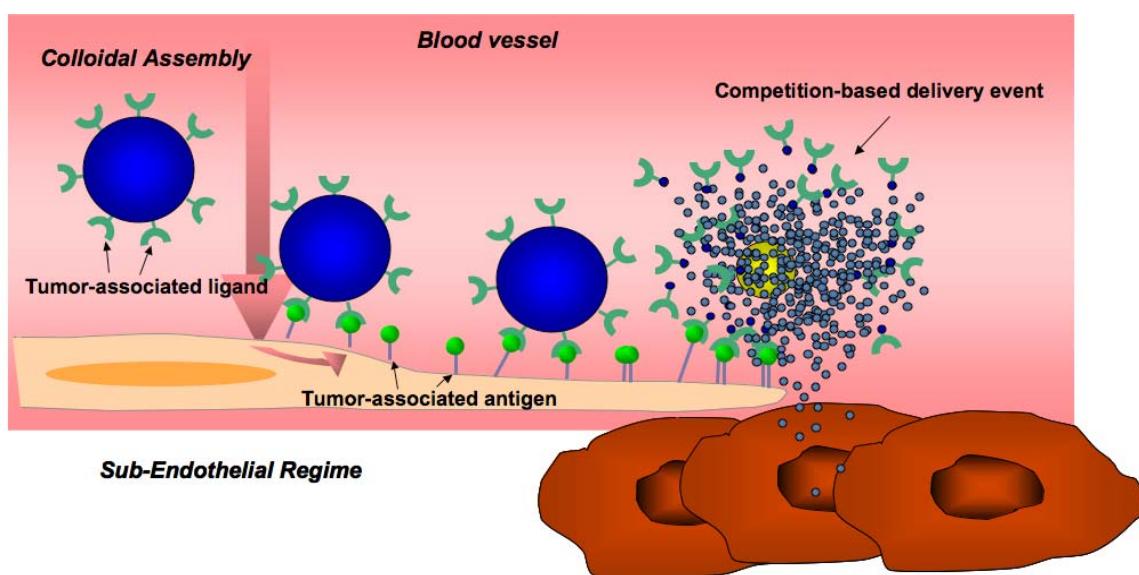 Blood vessel
Colloidal Assembly
Competition-based delivery event
Tumor-associated ligand
Tumor-associated antigen
Sub-Endothelial Regime